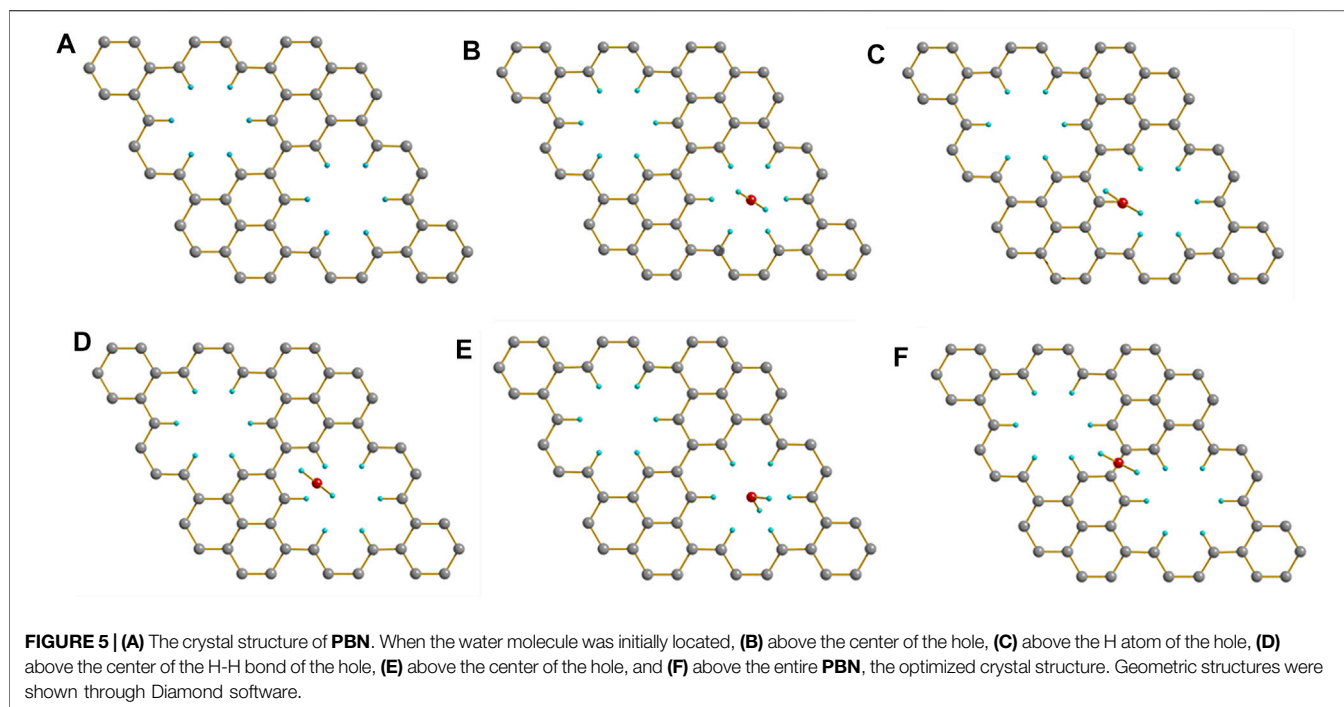 A
B
C
D
E
F
FIGURE 5 | (A) The crystal structure of PBN. When the water molecule was initially located, (B) above the center of the hole, (C) above the H atom of the hole, (D)
above the center of the H-H bond of the hole, (E) above the center of the hole, and (F) above the entire PBN, the optimized crystal structure. Geometric structures were
shown through Diamond software.